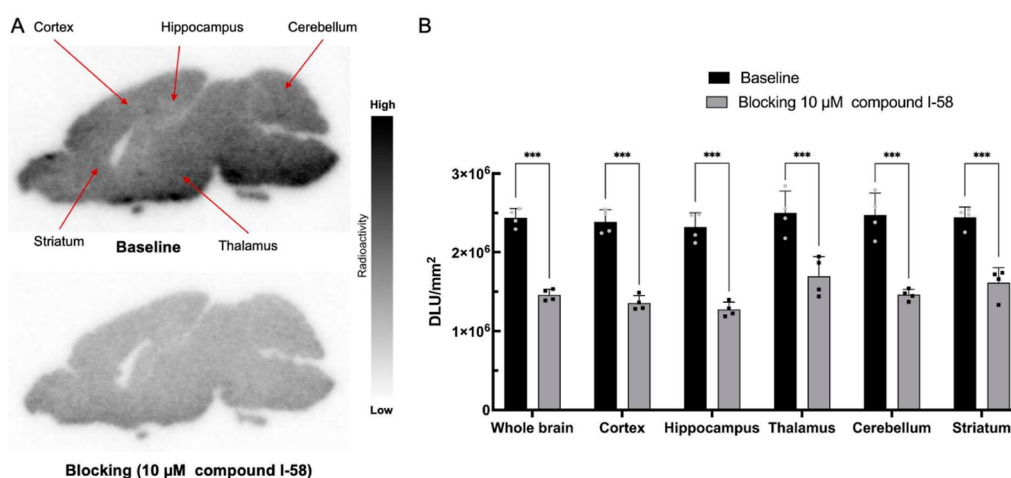 A
Cortex
Hippocampus
Cerebellum
Striatum
Baseline
Thalamus
High
Radioactivity
Low
Blocking (10 µM compound I-58)
B
Baseline
Blocking 10 µM compound I-58
*** *** *** *** *** ***
DLU/mm²
3×10⁶
2×10⁶
1×10⁶
0
Whole brain Cortex Hippocampus Thalamus Cerebellum Striatum